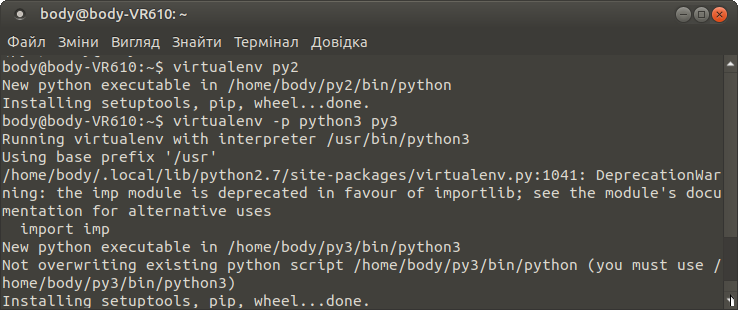 body@body-VR610: ~
Файл Зміни Вигляд Знайти Термінал Довідка
body@body-VR610:~$ virtualenv py2
New python executable in /home/body/py2/bin/python
Installing setuptools, pip, wheel...done.
body@body-VR610:~$ virtualenv -p python3 py3
Running virtualenv with interpreter /usr/bin/python3
Using base prefix '/usr'
/home/body/.local/lib/python2.7/site-packages/virtualenv.py:1041: DeprecationWar
ning: the imp module is deprecated in favour of importlib; see the module's docu
mentation for alternative uses
  import imp
New python executable in /home/body/py3/bin/python3
Not overwriting existing python script /home/body/py3/bin/python (you must use /
home/body/py3/bin/python3)
Installing setuptools, pip, wheel...done.